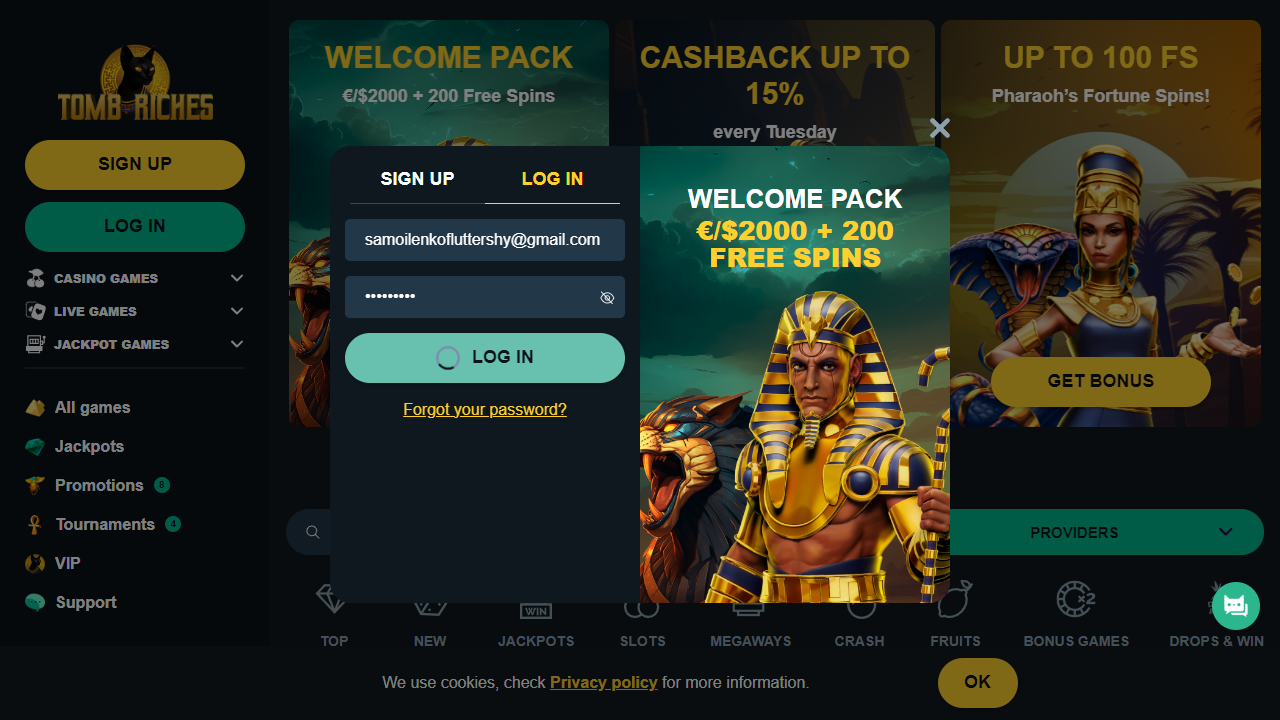 TOMB RICHES
SIGN UP
LOG IN
CASINO GAMES
LIVE GAMES
JACKPOT GAMES
All games
Jackpots
Promotions 8
Tournaments 4
VIP
Support
WELCOME PACK
€/$2000 + 200 Free Spins
CASHBACK UP TO
15%
every Tuesday
UP TO 100 FS
Pharaoh's Fortune Spins!
GET BONUS
SIGN UP
LOG IN
samoilenkofluttershy@gmail.com
•••••••••
LOG IN
Forgot your password?
WELCOME PACK
€/$2000 + 200
FREE SPINS
PROVIDERS
WIN
X2
TOP
NEW
JACKPOTS
SLOTS
MEGAWAYS
CRASH
FRUITS
BONUS GAMES
DROPS & WIN
We use cookies, check Privacy policy for more information.
OK